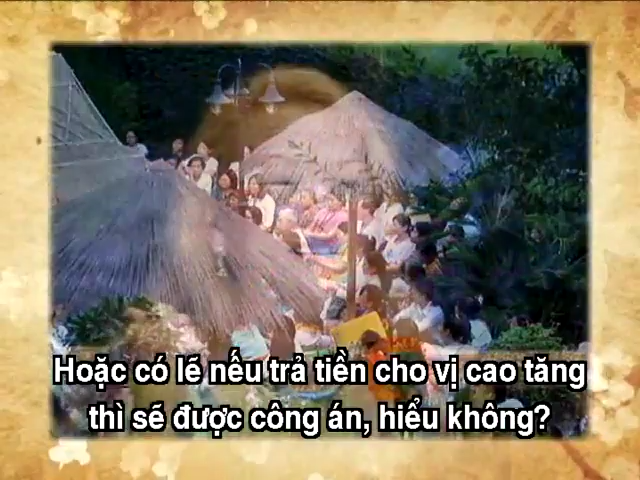 Hoặc có lẽ nếu trả tiền cho vị cao tăng
thì sẽ được công án, hiểu không?